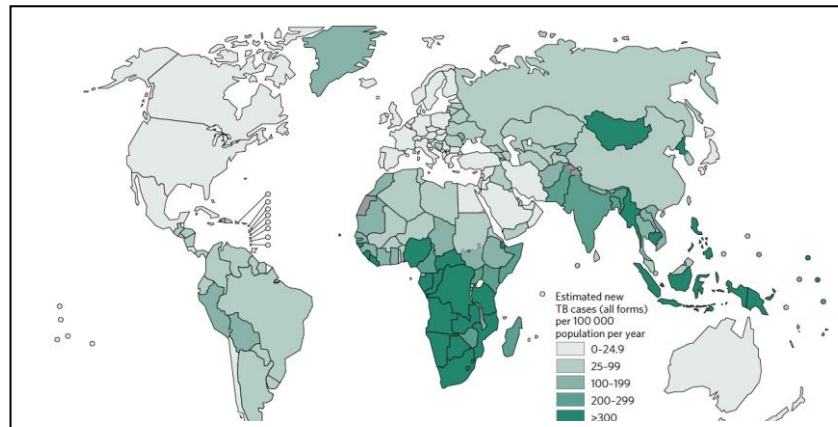 Estimated new
TB cases (all forms)
per 100 000
population per year
0–24.9
25–99
100–199
200–299
≥300